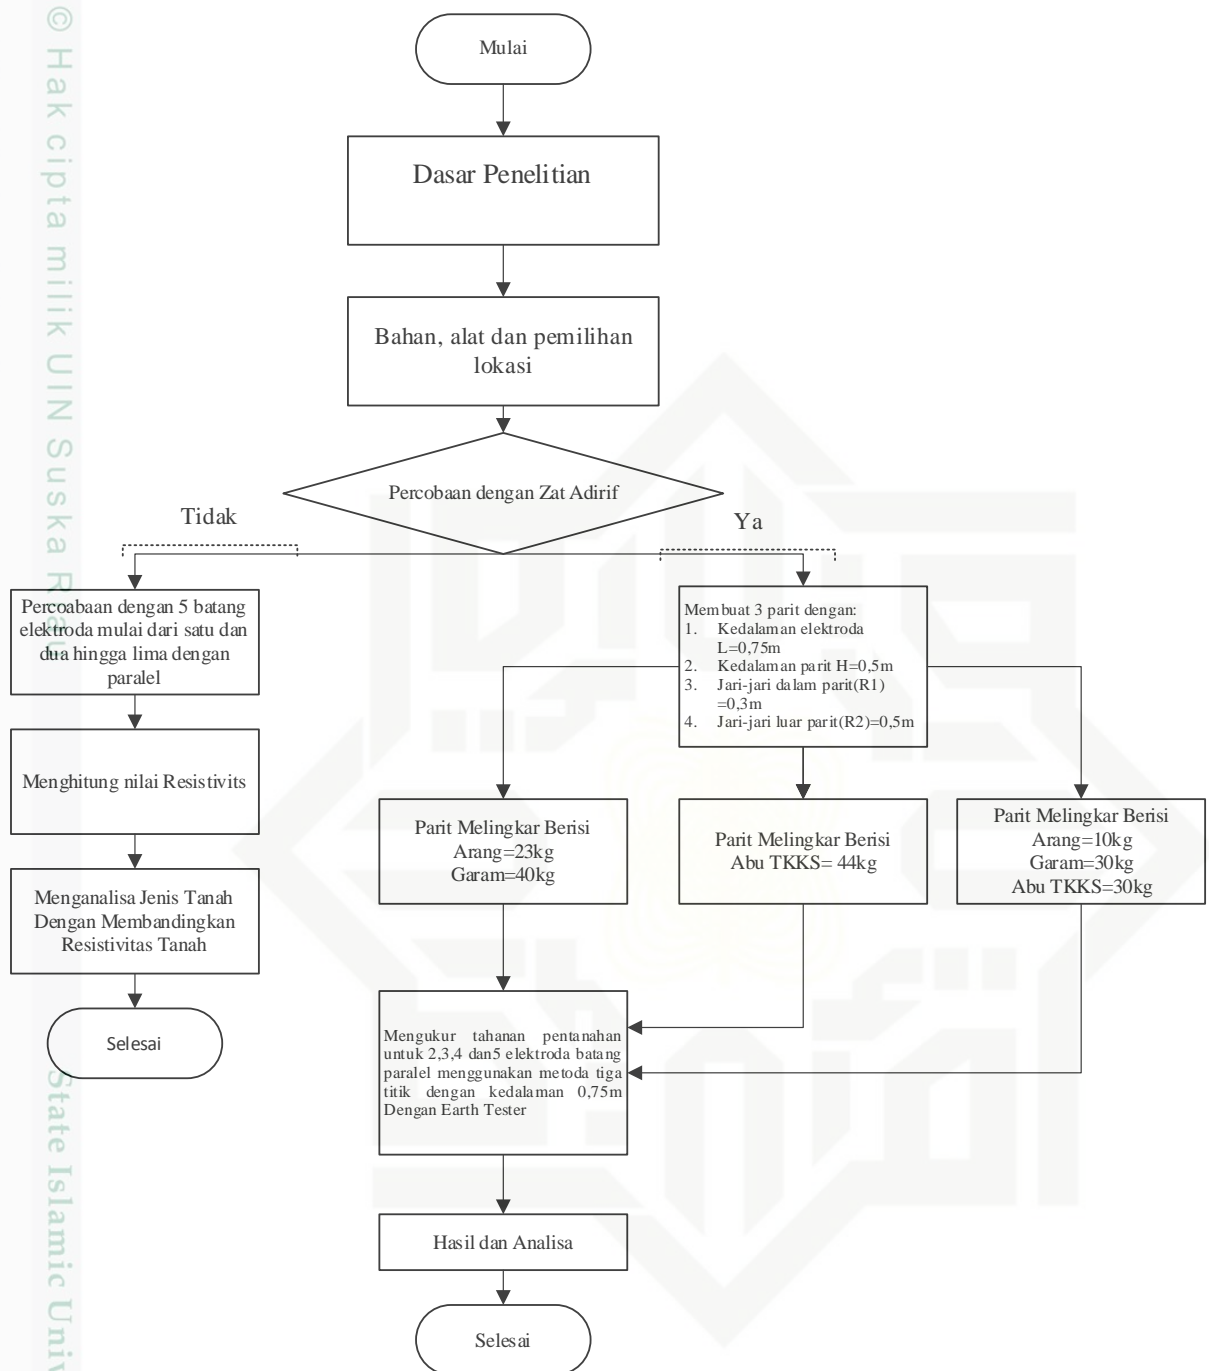 © Hak cipta milik UIN Suska Riau
State Islamic Univ
Mulai
Dasar Penelitian
Bahan, alat dan pemilihan
lokasi
Percobaan dengan Zat Adirif
Tidak
Ya
Percoabaan dengan 5 batang
elektroda mulai dari satu dan
dua hingga lima dengan
paralel
Menghitung nilai Resistivits
Menganalisa Jenis Tanah
Dengan Membandingkan
Resistivitas Tanah
Selesai
Membuat 3 parit dengan:
1. Kedalaman elektroda
L=0,75m
2. Kedalaman parit H=0,5m
3. Jari-jari dalam parit(R1)
=0,3m
4. Jari-jari luar parit(R2)=0,5m
Parit Melingkar Berisi
Arang=23kg
Garam=40kg
Parit Melingkar Berisi
Abu TKKS= 44kg
Parit Melingkar Berisi
Arang=10kg
Garam=30kg
Abu TKKS=30kg
Mengukur tahanan pentanahan
untuk 2,3,4 dan5 elektroda batang
paralel menggunakan metoda tiga
titik dengan kedalaman 0,75m
Dengan Earth Tester
Hasil dan Analisa
Selesai